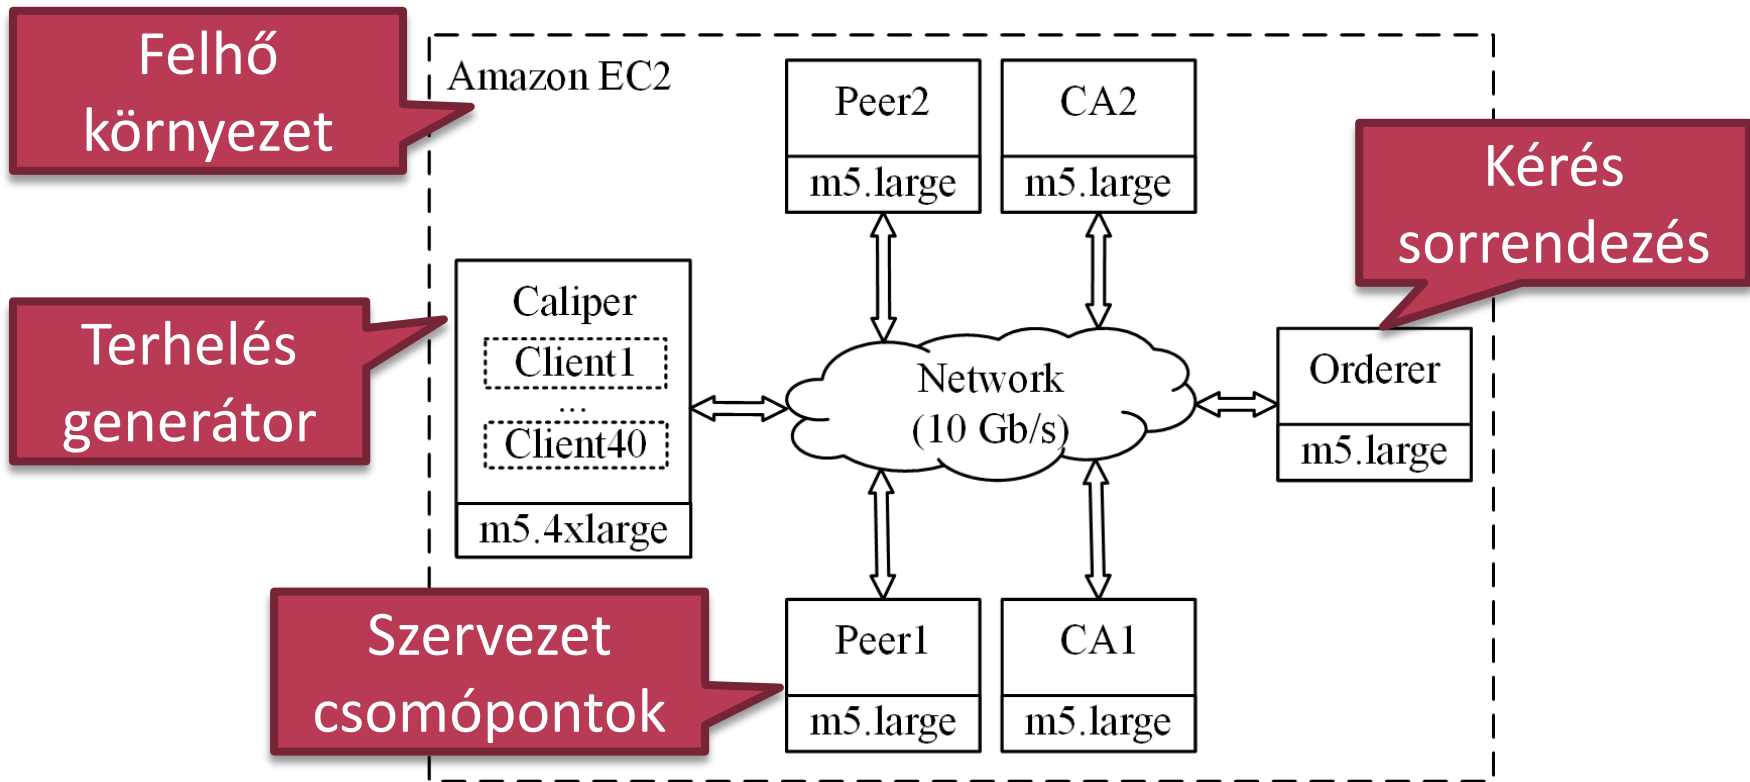 Felhő
környezet
Amazon EC2
Peer2
m5.large
CA2
m5.large
Kérés
sorrendezés
Terhelés
generátor
Caliper
Client1
...
Client40
m5.4xlarge
Network
(10 Gb/s)
Orderer
m5.large
Szervezet
csomópontok
Peer1
m5.large
CA1
m5.large